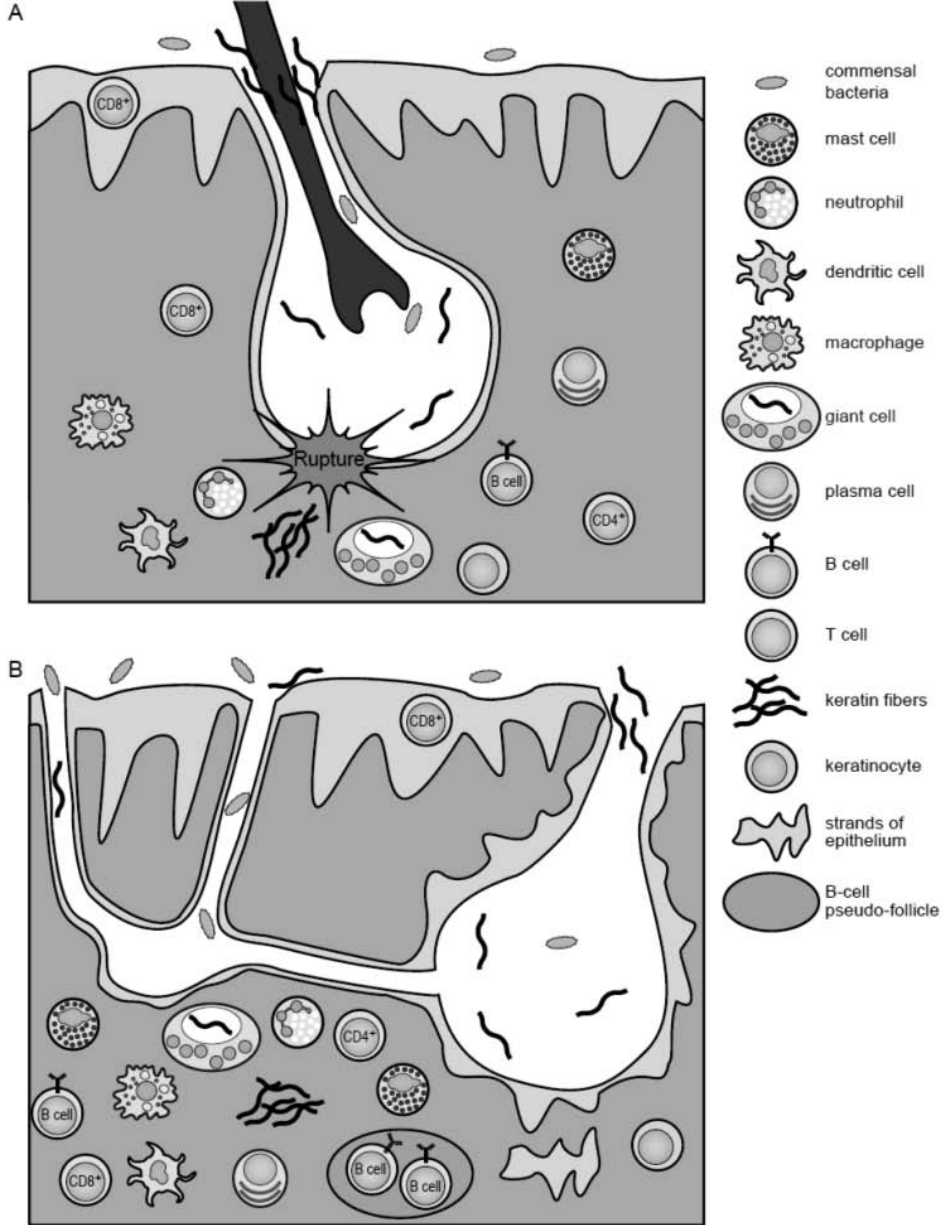 A
CD8+
CD8+
Rupture
B cell
CD4+
commensal
bacteria
mast cell
neutrophil
dendritic cell
macrophage
giant cell
plasma cell
B cell
T cell
keratin fibers
keratinocyte
strands of
epithelium
B-cell
pseudo-follicle
B
CD8+
CD4+
B cell
CD8+
B cell
B cell